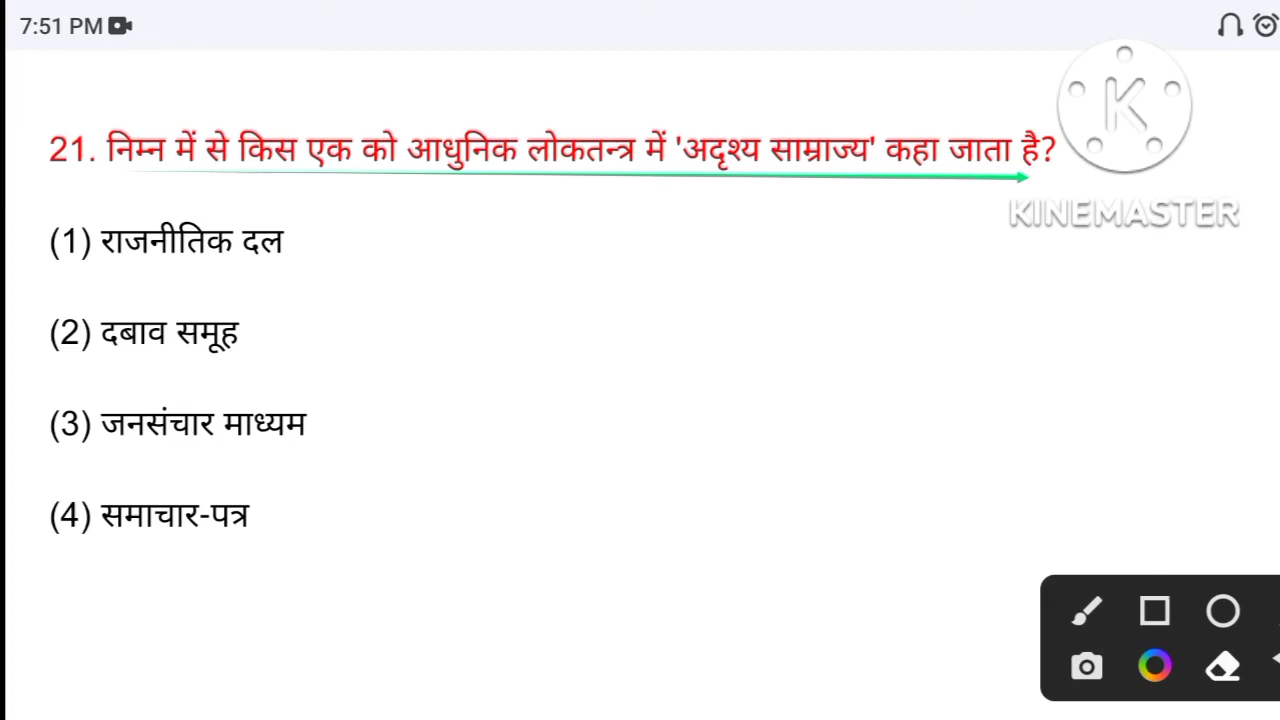 7:51 PM
21. निम्न में से किस एक को आधुनिक लोकतन्त्र में 'अदृश्य साम्राज्य' कहा जाता है?
K
KINEMASTER
(1) राजनीतिक दल
(2) दबाव समूह
(3) जनसंचार माध्यम
(4) समाचार-पत्र